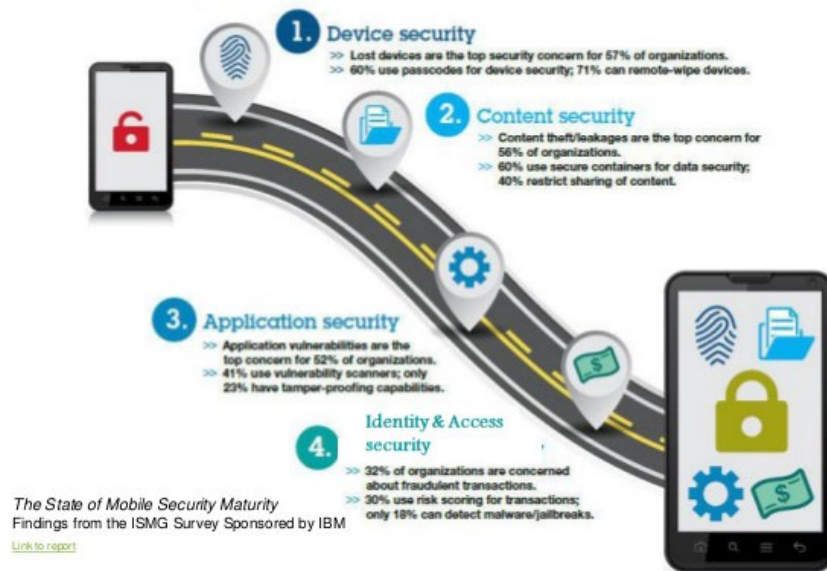 1. Device security
>> Lost devices are the top security concern for 57% of organizations.
>> 60% use passcodes for device security; 71% can remote-wipe devices.
2. Content security
>> Content theft/leakages are the top concern for
56% of organizations.
>> 60% use secure containers for data security;
40% restrict sharing of content.
3. Application security
>> Application vulnerabilities are the
top concern for 52% of organizations.
>> 41% use vulnerability scanners; only
23% have tamper-proofing capabilities.
4. Identity & Access
security
>> 32% of organizations are concerned
about fraudulent transactions.
>> 30% use risk scoring for transactions;
only 18% can detect malware/jailbreaks.
The State of Mobile Security Maturity
Findings from the ISMG Survey Sponsored by IBM
Link to report